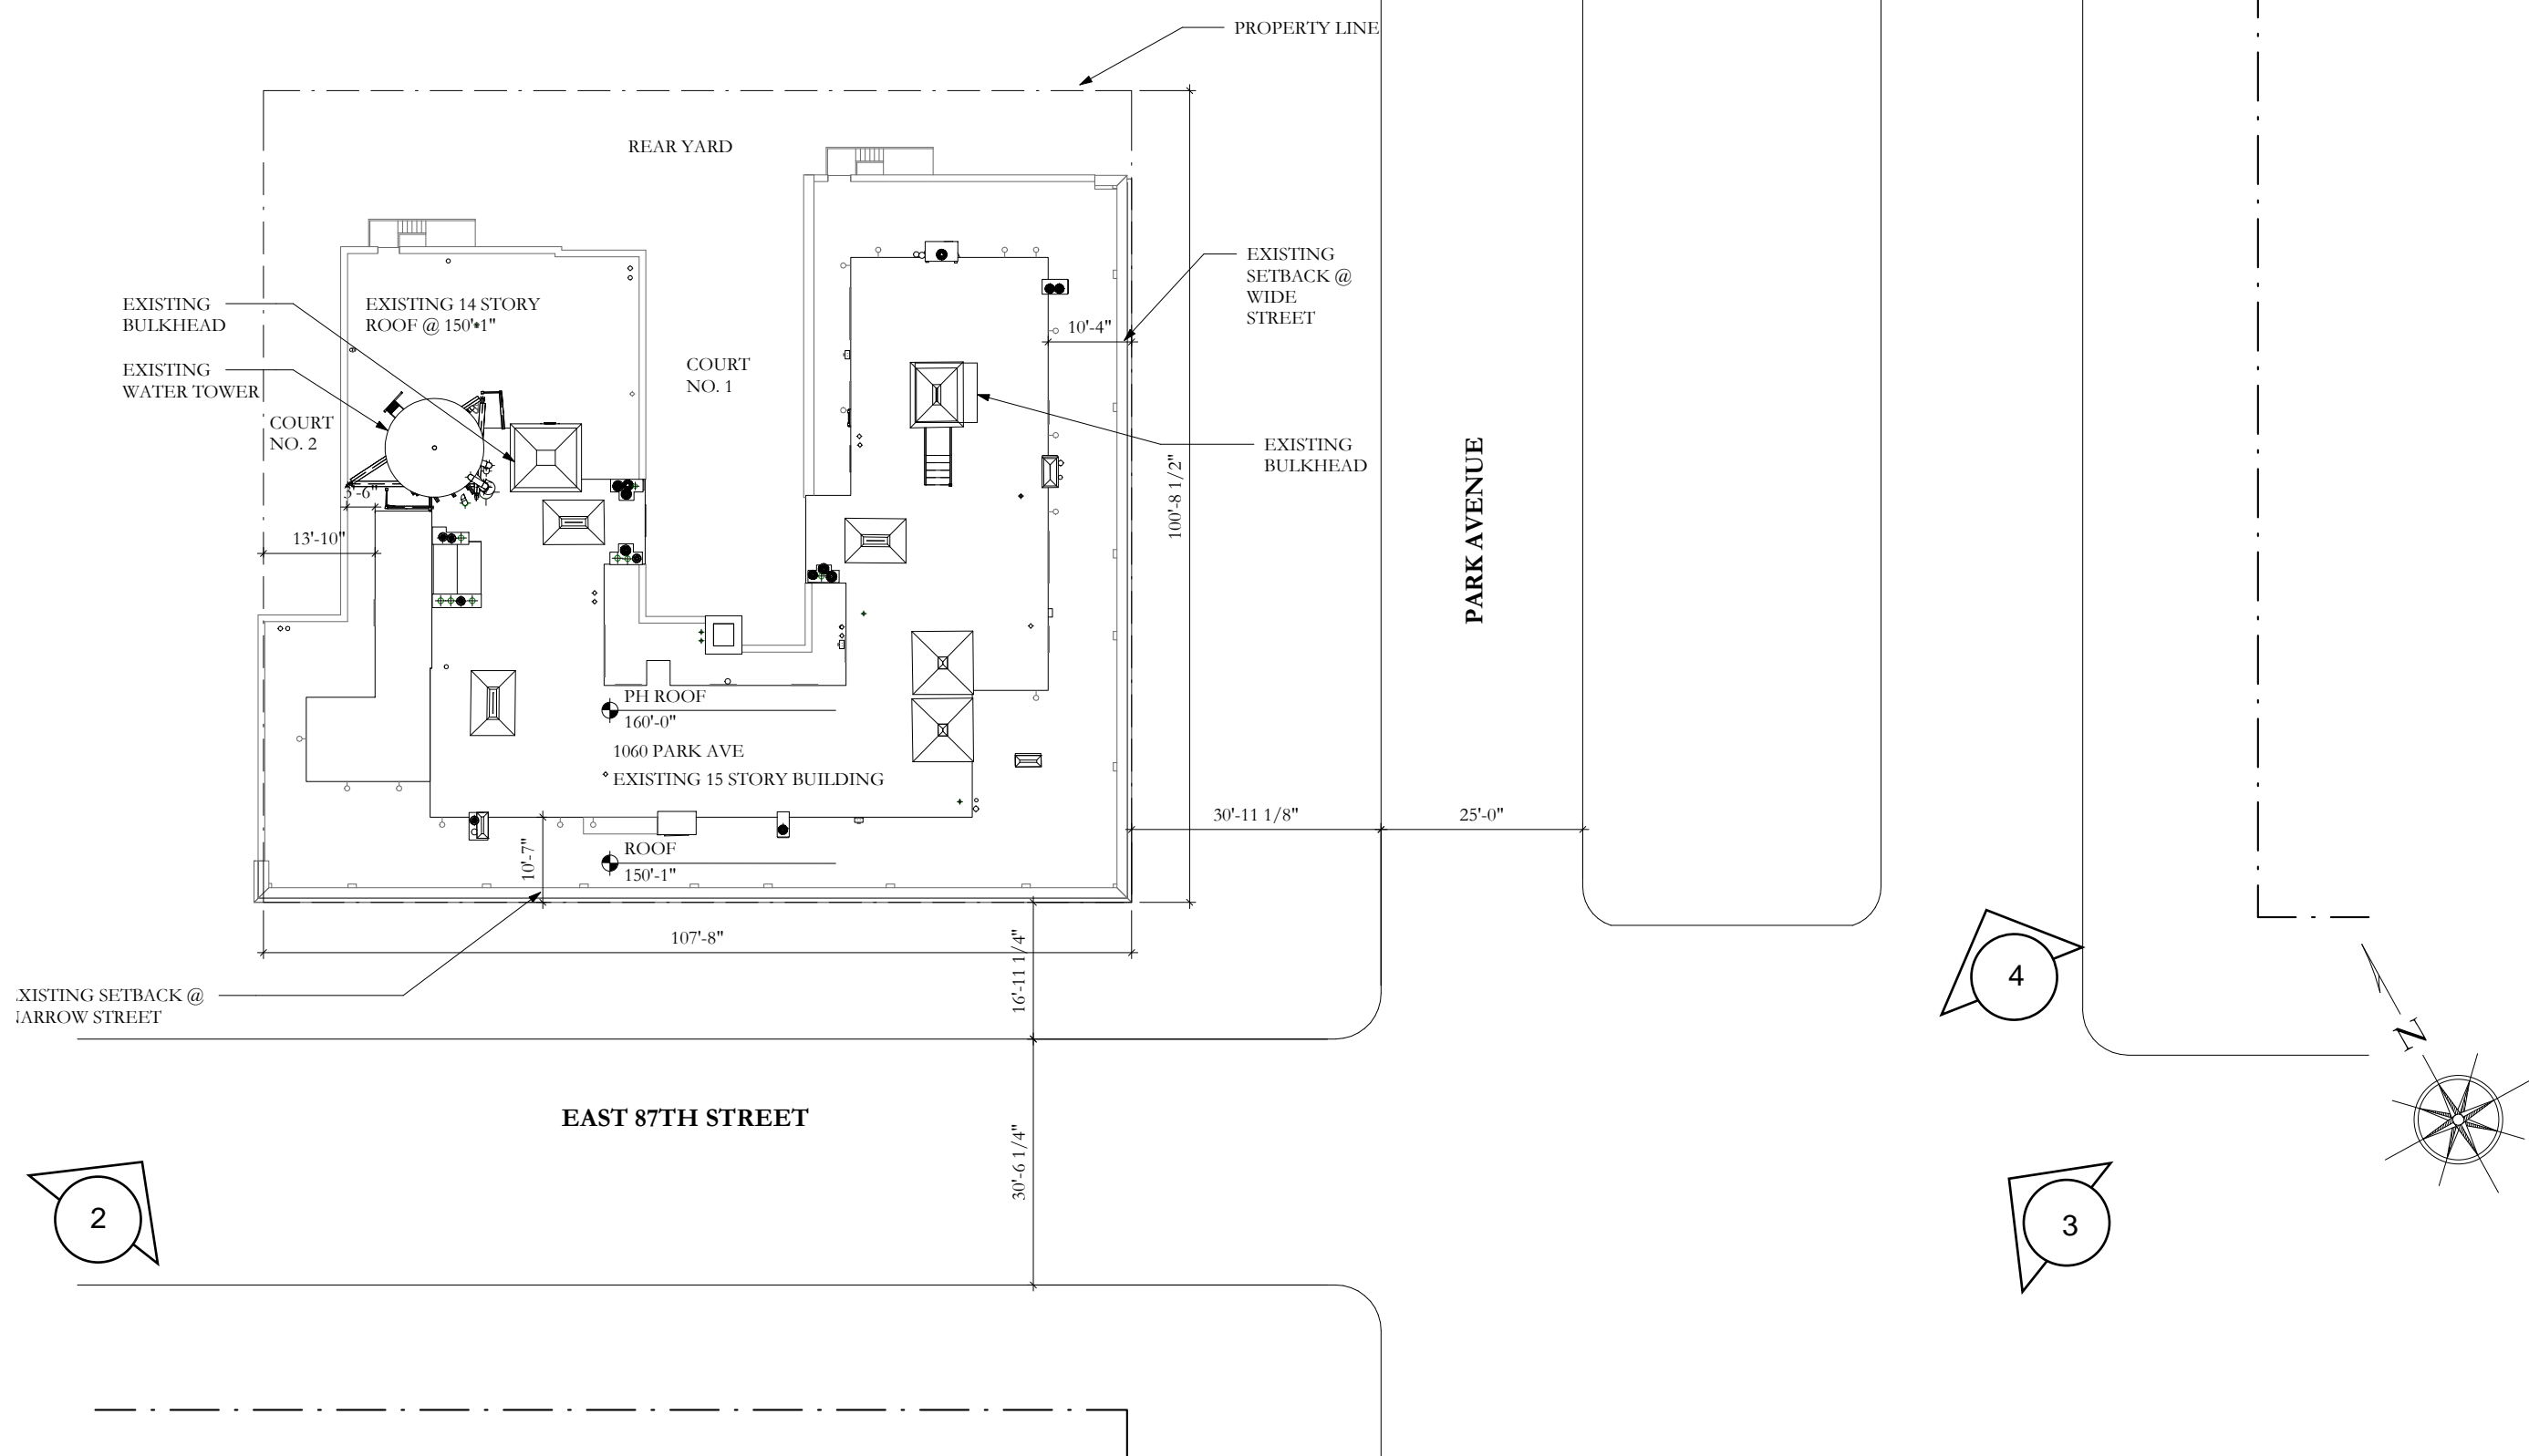 PROPERTY LINE
REAR YARD
EXISTING
SETBACK @
WIDE
STREET
EXISTING
BULKHEAD
EXISTING 14 STORY
ROOF @ 150'-1"
10'-4"
EXISTING
WATER TOWER
COURT
NO. 1
COURT
NO. 2
EXISTING
BULKHEAD
100'-8 1/2"
PARK AVENUE
13'-10"
PH ROOF
160'-0"
1060 PARK AVE
EXISTING 15 STORY BUILDING
30'-11 1/8"
25'-0"
10'-7"
ROOF
150'-1"
107'-8"
16'-11 1/4"
4
XISTING SETBACK @
ARROW STREET
N
EAST 87TH STREET
30'-6 1/4"
2
3